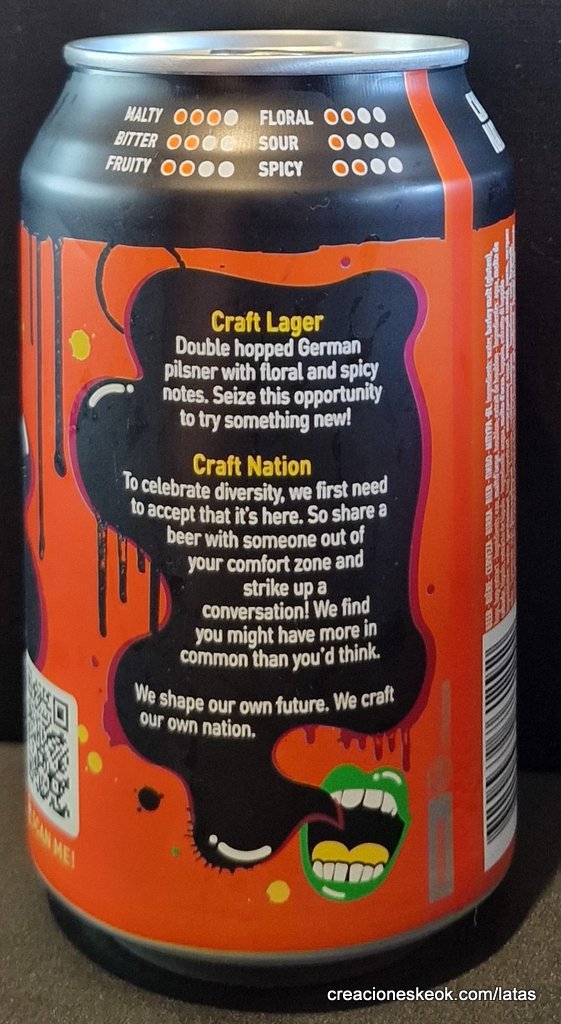 MALTY FLORAL
BITTER SOUR
FRUITY SPICY
Craft Lager
Double hopped German
pilsner with floral and spicy
notes. Seize this opportunity
to try something new!
Craft Nation
To celebrate diversity, we first need
to accept that it's here. So share a
beer with someone out of
your comfort zone and
strike up a
conversation! We find
you might have more in
common than you'd think.
We shape our own future. We craft
our own nation.
SCAN ME!
creacioneskeok.com/latas